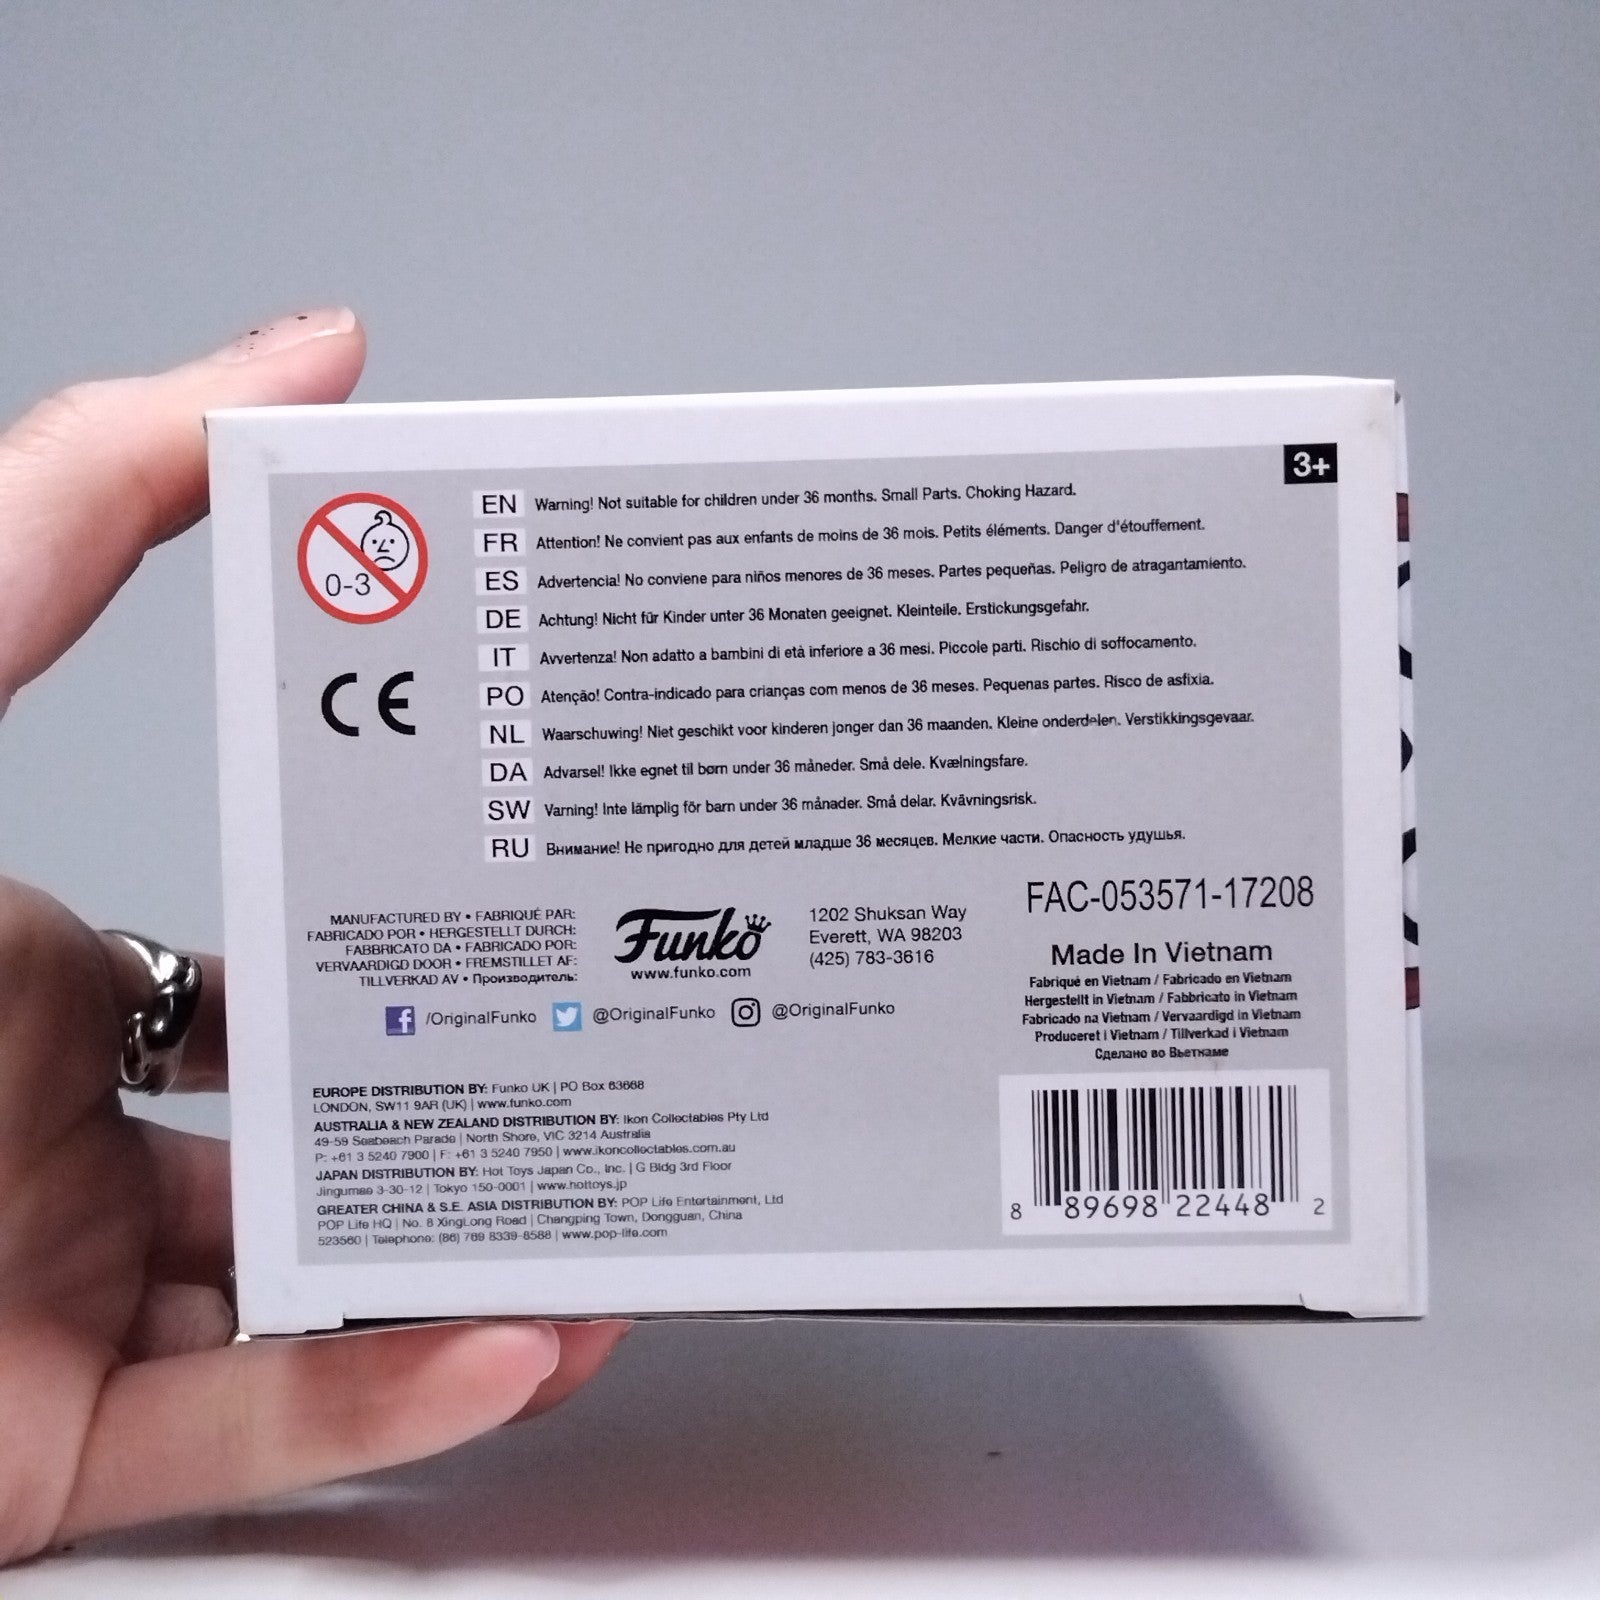 3+
0-3
EN Warning! Not suitable for children under 36 months. Small Parts. Choking Hazard.
FR Attention! Ne convient pas aux enfants de moins de 36 mois. Petits éléments. Danger d'étouffement.
ES Advertencia! No conviene para niños menores de 36 meses. Partes pequeñas. Peligro de atragantamiento.
DE Achtung! Nicht für Kinder unter 36 Monaten geeignet. Kleinteile. Erstickungsgefahr.
IT Avvertenza! Non adatto a bambini di età inferiore a 36 mesi. Piccole parti. Rischio di soffocamento.
PO Atenção! Contra-indicado para crianças com menos de 36 meses. Pequenas partes. Risco de asfixia.
NL Waarschuwing! Niet geschikt voor kinderen jonger dan 36 maanden. Kleine onderdelen. Verstikkingsgevaar.
DA Advarsel! Ikke egnet til børn under 36 måneder. Små dele. Kvælningsfare.
SW Varning! Inte lämplig för barn under 36 månader. Små delar. Kvävningsrisk.
RU Внимание! Не пригодно для детей младше 36 месяцев. Мелкие части. Опасность удушья.
CE
MANUFACTURED BY • FABRIQUÉ PAR:
FABRICADO POR • HERGESTELLT DURCH:
FABBRICATO DA • FABRICADO POR:
VERVAARDIGD DOOR • FREMSTILLET AF:
TILLVERKAD AV • Производитель:
Funko
www.funko.com
1202 Shuksan Way
Everett, WA 98203
(425) 783-3616
/OriginalFunko @OriginalFunko @OriginalFunko
FAC-053571-17208
Made In Vietnam
Fabriqué en Vietnam / Fabricado en Vietnam
Hergestellt in Vietnam / Fabbricato in Vietnam
Fabricado na Vietnam / Vervaardigd in Vietnam
Produceret i Vietnam / Tillverkad i Vietnam
Сделано во Вьетнаме
EUROPE DISTRIBUTION BY: Funko UK | PO Box 63668
LONDON, SW11 9AR (UK) | www.funko.com
AUSTRALIA & NEW ZEALAND DISTRIBUTION BY: Ikon Collectables Pty Ltd
49-59 Seabeach Parade | North Shore, VIC 3214 Australia
P: +61 3 5240 7900 | F: +61 3 5240 7950 | www.ikoncollectables.com.au
JAPAN DISTRIBUTION BY: Hot Toys Japan Co., Inc. | G Bldg 3rd Floor
Jingumae 3-30-12 | Tokyo 150-0001 | www.hottoys.jp
GREATER CHINA & S.E. ASIA DISTRIBUTION BY: POP Life Entertainment, Ltd
POP Life HQ | No. 8 XingLong Road | Changping Town, Dongguan, China
523560 | Telephone: (86) 769 8339-8588 | www.pop-life.com
8 89698 22448 2